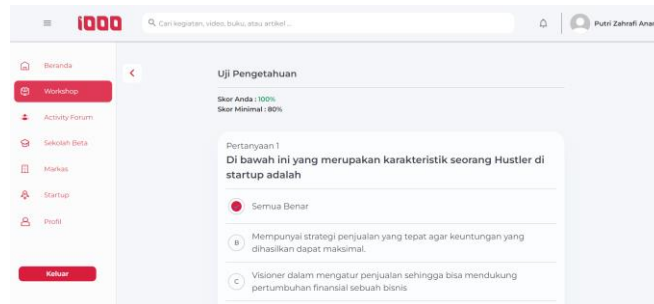 1000
Cari kegiatan, video, buku, atau artikel ...
Putri Zahrafi Anan
Beranda
Workshop
Activity Forum
Sekolah Beta
Markas
Startup
Profil
Keluar
Uji Pengetahuan
Skor Anda : 100%
Skor Minimal : 80%
Pertanyaan 1
Di bawah ini yang merupakan karakteristik seorang Hustler di
startup adalah
Semua Benar
B
Mempunyai strategi penjualan yang tepat agar keuntungan yang
dihasilkan dapat maksimal.
C
Visioner dalam mengatur penjualan sehingga bisa mendukung
pertumbuhan finansial sebuah bisnis